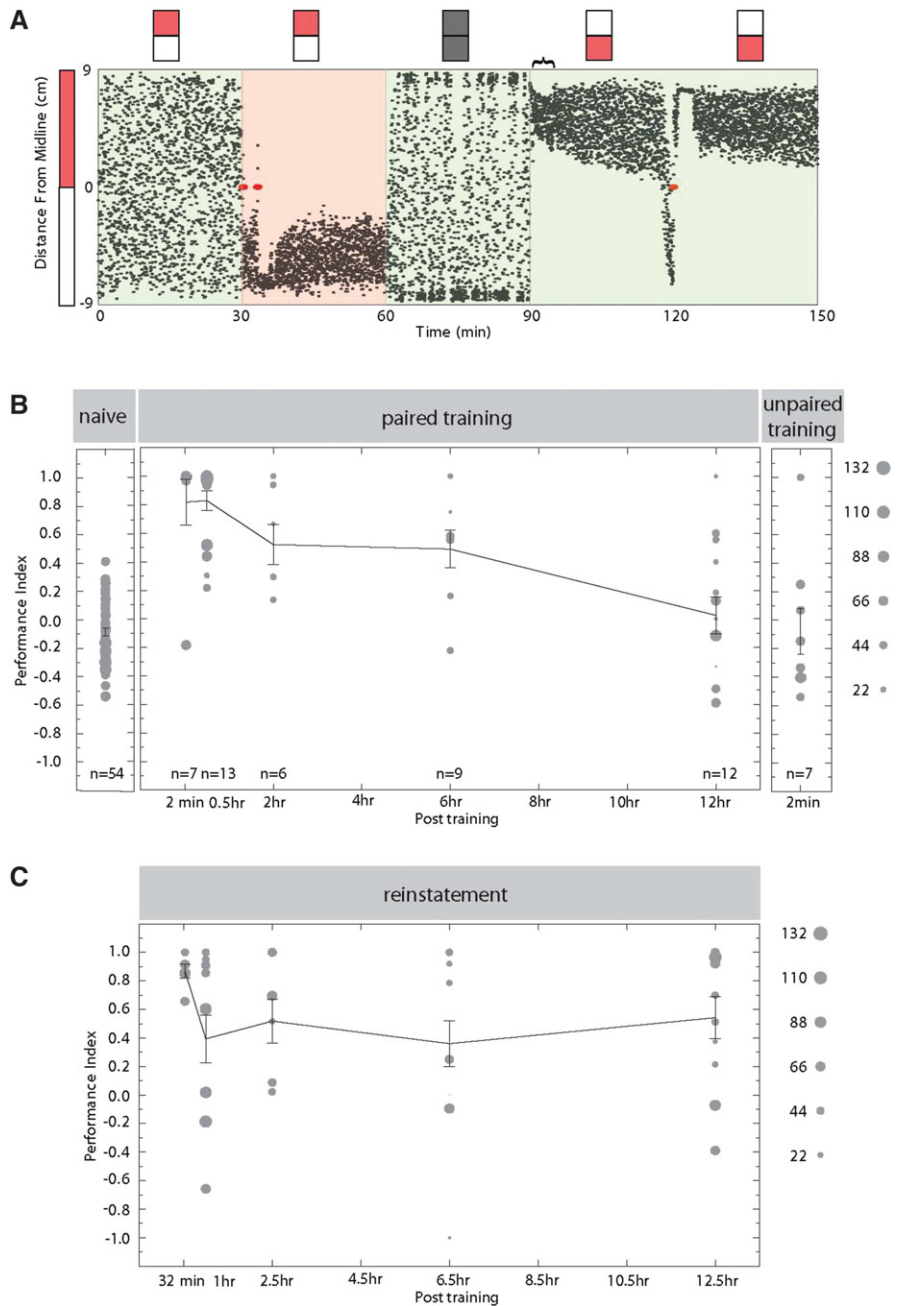 A
Distance From Midline (cm)
9
0
-9
0 30 60 90 120 150
Time (min)
B
naive
paired training
unpaired
training
Performance Index
1.0
0.8
0.6
0.4
0.2
0.0
-0.2
-0.4
-0.6
-0.8
-1.0
n=54 n=7 n=13 n=6 n=9 n=12 n=7
2 min 0.5hr 2hr 4hr 6hr 8hr 10hr 12hr 2min
Post training
132
110
88
66
44
22
C
reinstatement
Performance Index
1.0
0.8
0.6
0.4
0.2
0.0
-0.2
-0.4
-0.6
-0.8
-1.0
32 min 1hr 2.5hr 4.5hr 6.5hr 8.5hr 10.5hr 12.5hr
Post training
132
110
88
66
44
22